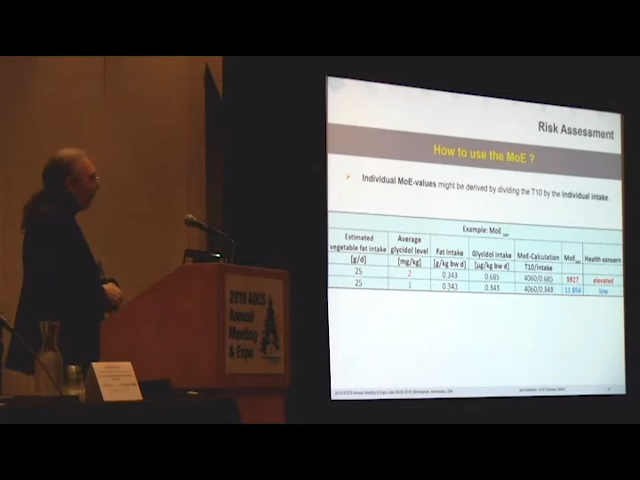 Risk Assessment
How to use the MoE ?
Individual MoE-values might be derived by dividing the T10 by the individual intake.
Example: MoE
Estimated vegetable fat intake [g/d] Average glycidol level [mg/kg] Fat Intake [g/kg bw d] Glycidol intake [µg/kg bw d] MoE-Calculation T10/intake MoE Health concern
25 2 0.343 0.685 4060/0.685 5927 elevated
25 1 0.343 0.343 4060/0.343 11 854 low
2018 AOCS
Annual
Meeting
& Expo